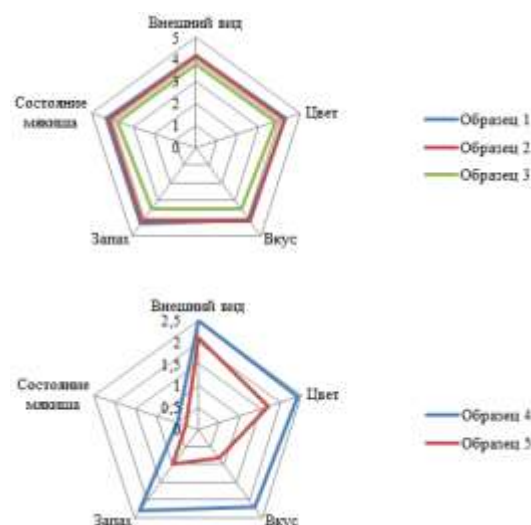 Внешний вид
5
4
3
2
1
0
Цвет
Вкус
Запах
Состояние
мякиша
Образец 1
Образец 2
Образец 3
Внешний вид
2,5
2
1,5
1
0,5
0
Цвет
Вкус
Запах
Состояние
мякиша
Образец 4
Образец 5